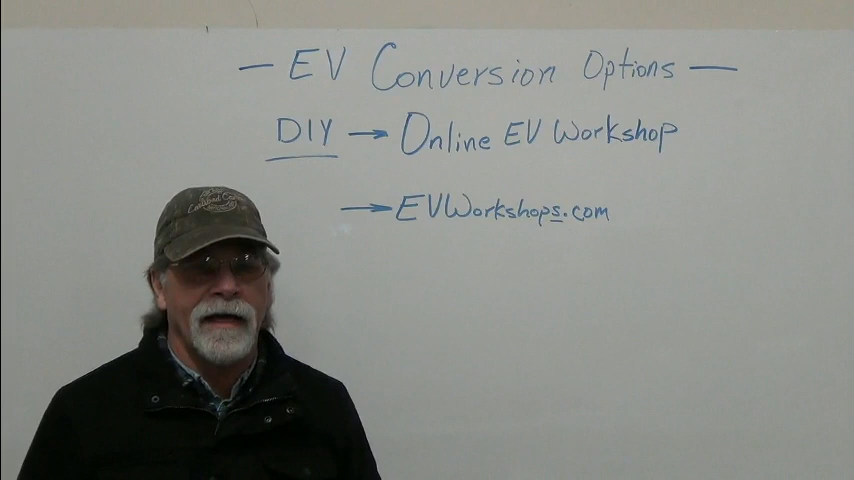 — EV Conversion Options —
DIY → Online EV Workshop
→ EVWorkshops.com